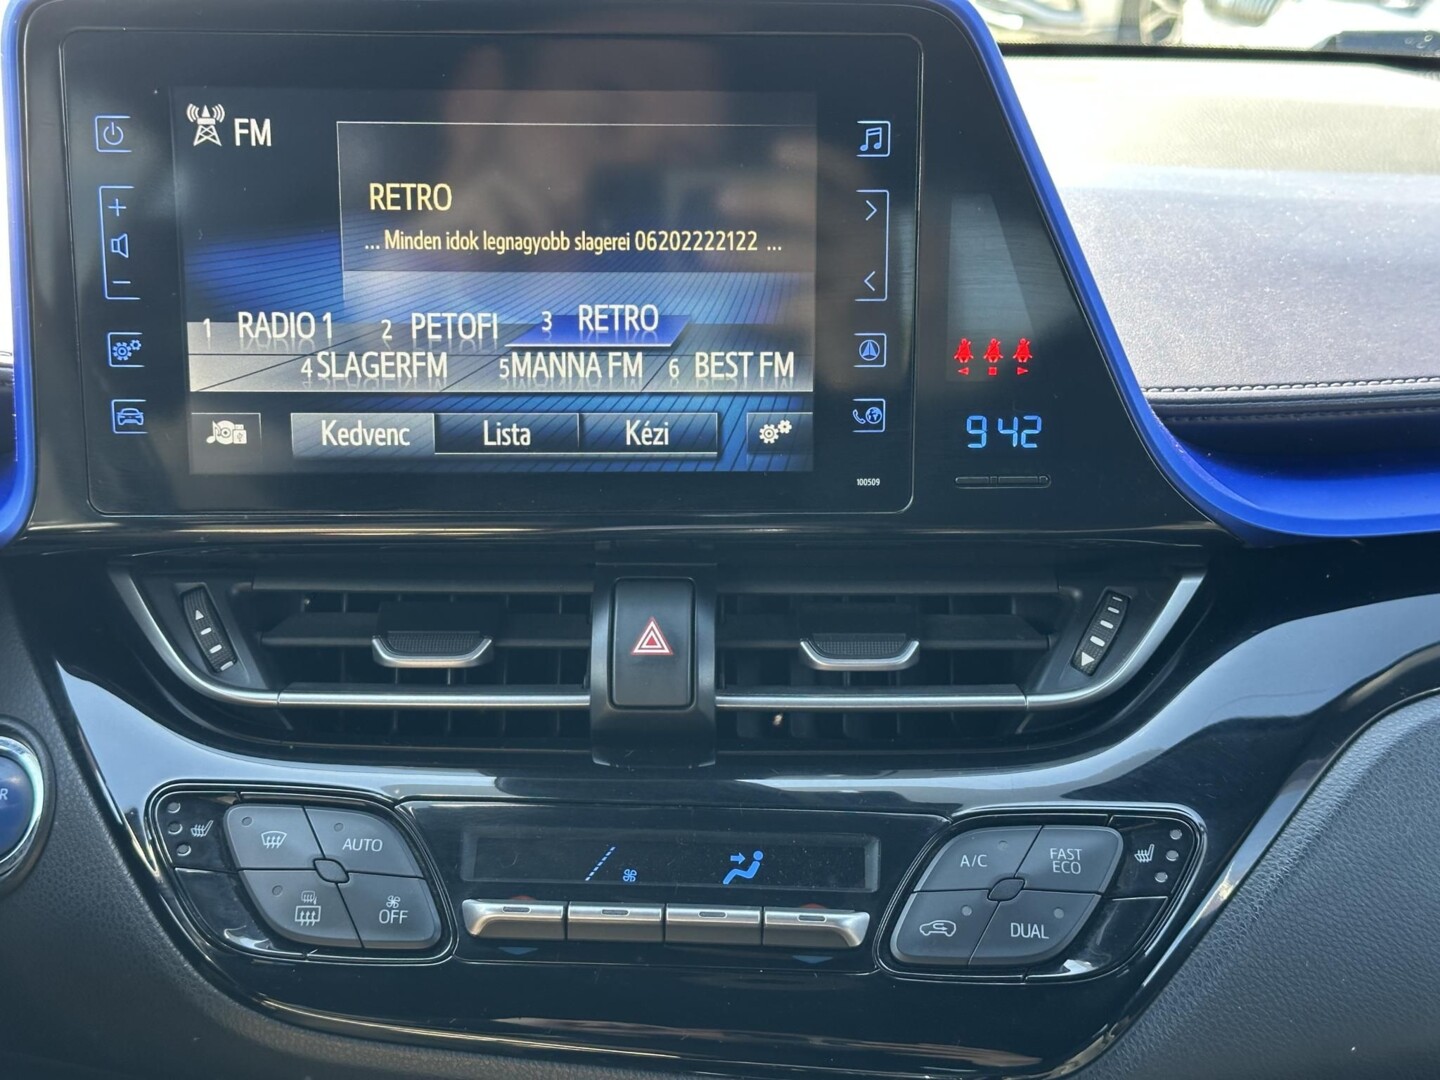 FM
RETRO
... Minden idok legnagyobb slagerei 06202222122 ...
1 RADIO 1 2 PETOFI 3 RETRO
4 SLAGERFM 5 MANNA FM 6 BEST FM
Kedvenc Lista Kézi
100509
9 42
R
AUTO
OFF
A/C
FAST
ECO
DUAL